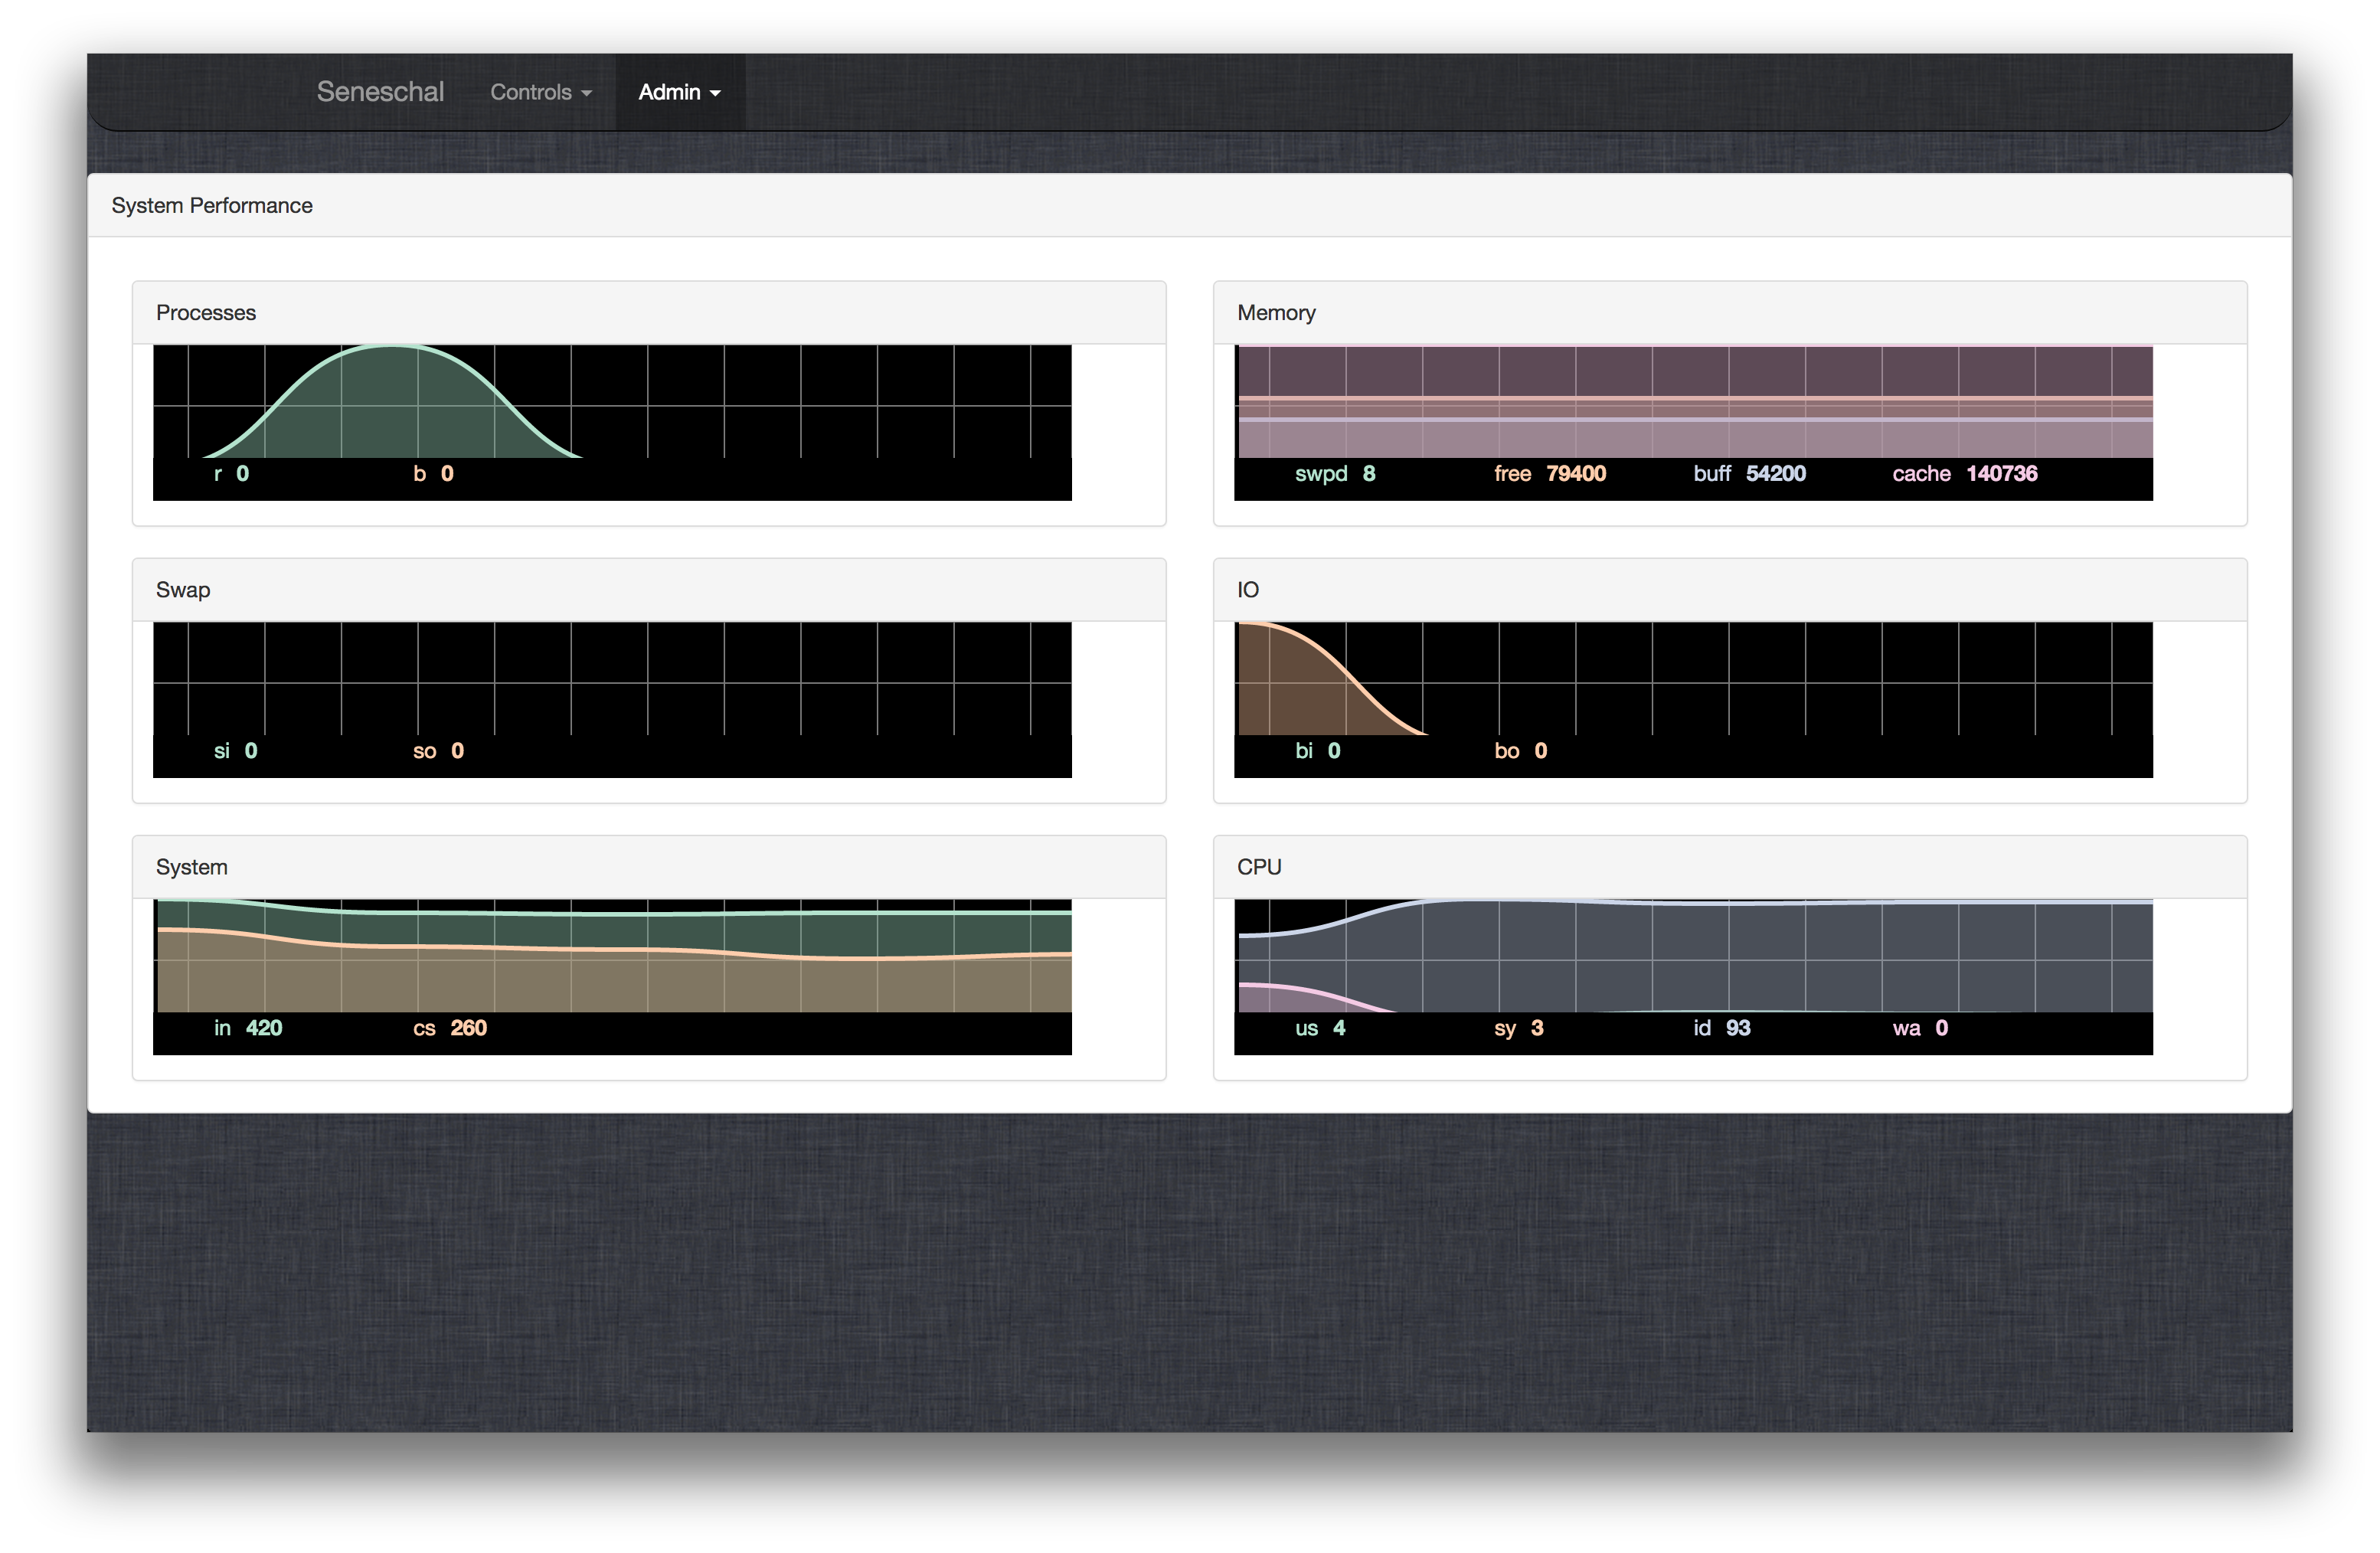 Seneschal Controls Admin
System Performance
Processes
r 0 b 0
Memory
swpd 8 free 79400 buff 54200 cache 140736
Swap
si 0 so 0
IO
bi 0 bo 0
System
in 420 cs 260
CPU
us 4 sy 3 id 93 wa 0